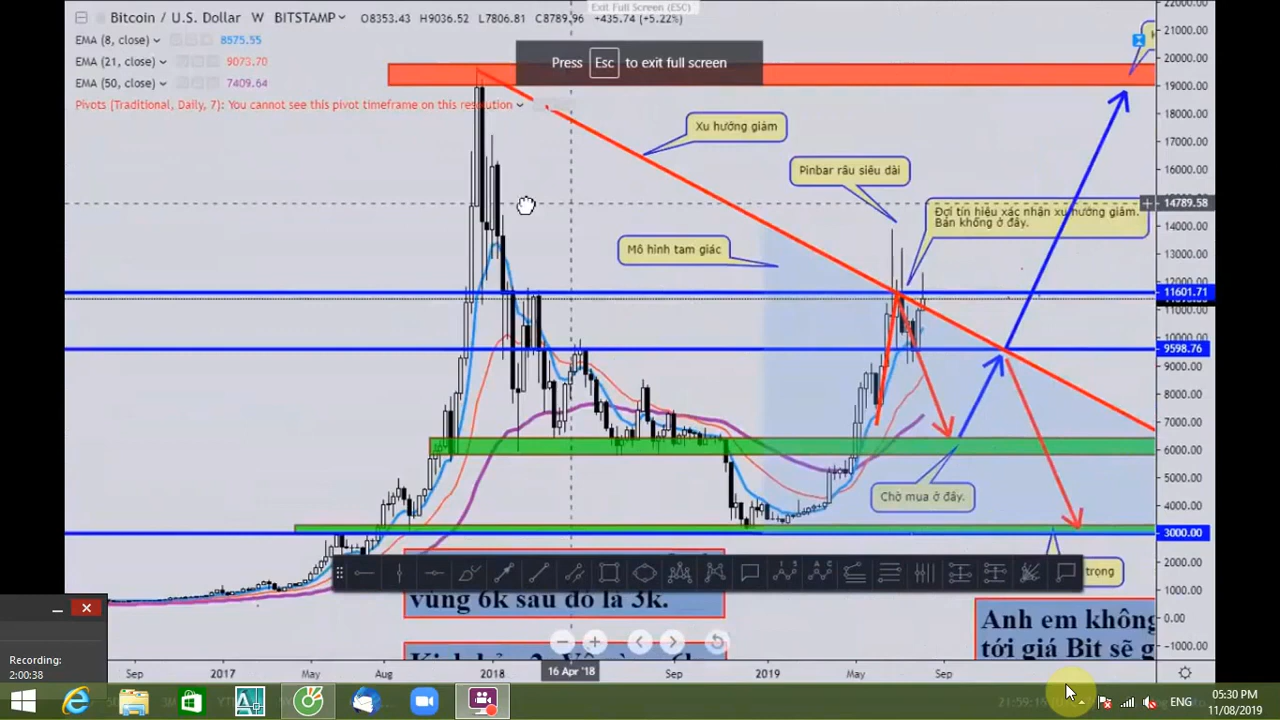 Exit Full Screen (ESC)
Bitcoin / U.S. Dollar W BITSTAMP O8353.43 H9036.52 L7806.81 C8789.96 +435.74 (+5.22%)
EMA (8, close) 8575.55
EMA (21, close) 9073.70
EMA (50, close) 7409.64
Pivots (Traditional, Daily, 7): You cannot see this pivot timeframe on this resolution
Press Esc to exit full screen
Xu hướng giảm
Pinbar râu siêu dài
Đợi tín hiệu xác nhận xu hướng giảm.
Bán khống ở đây.
Mô hình tam giác
Chờ mua ở đây.
trọng
22000.00
21000.00
20000.00
19000.00
18000.00
17000.00
16000.00
14789.58
14000.00
13000.00
12000.00
11601.71
11000.00
10000.00
9598.76
9000.00
8000.00
7000.00
6000.00
5000.00
4000.00
3000.00
2000.00
1000.00
0.00
-1000.00
vùng 6k sau đó là 3k.
Anh em không
tới giá Bit sẽ g
Sep 2017 May Aug 2018 16 Apr '18 Sep 2019 May Sep
Recording:
2:00:38
ENG
05:30 PM
11/08/2019